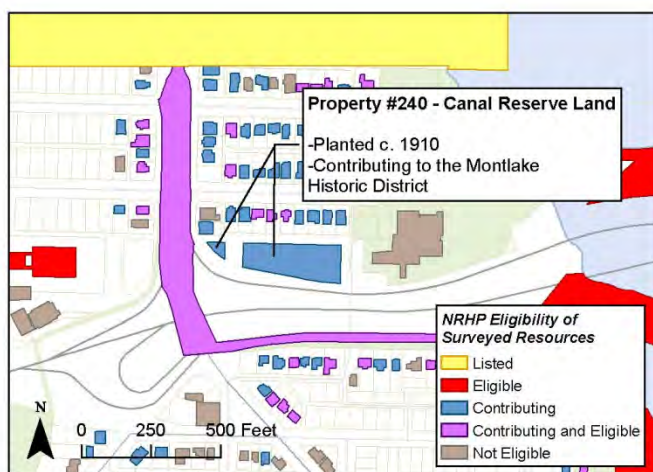 Property #240 - Canal Reserve Land
-Planted c. 1910
-Contributing to the Montlake
Historic District
NRHP Eligibility of
Surveyed Resources
Listed
Eligible
Contributing
Contributing and Eligible
Not Eligible
N
0 250 500 Feet